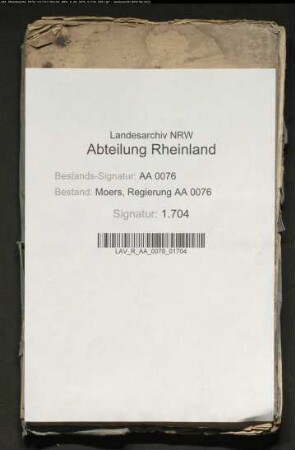 Landesarchiv NRW
Abteilung Rheinland
Bestands-Signatur: AA 0076
Bestand: Moers, Regierung AA 0076
Signatur: 1.704
LAV_R_AA_0076_01704